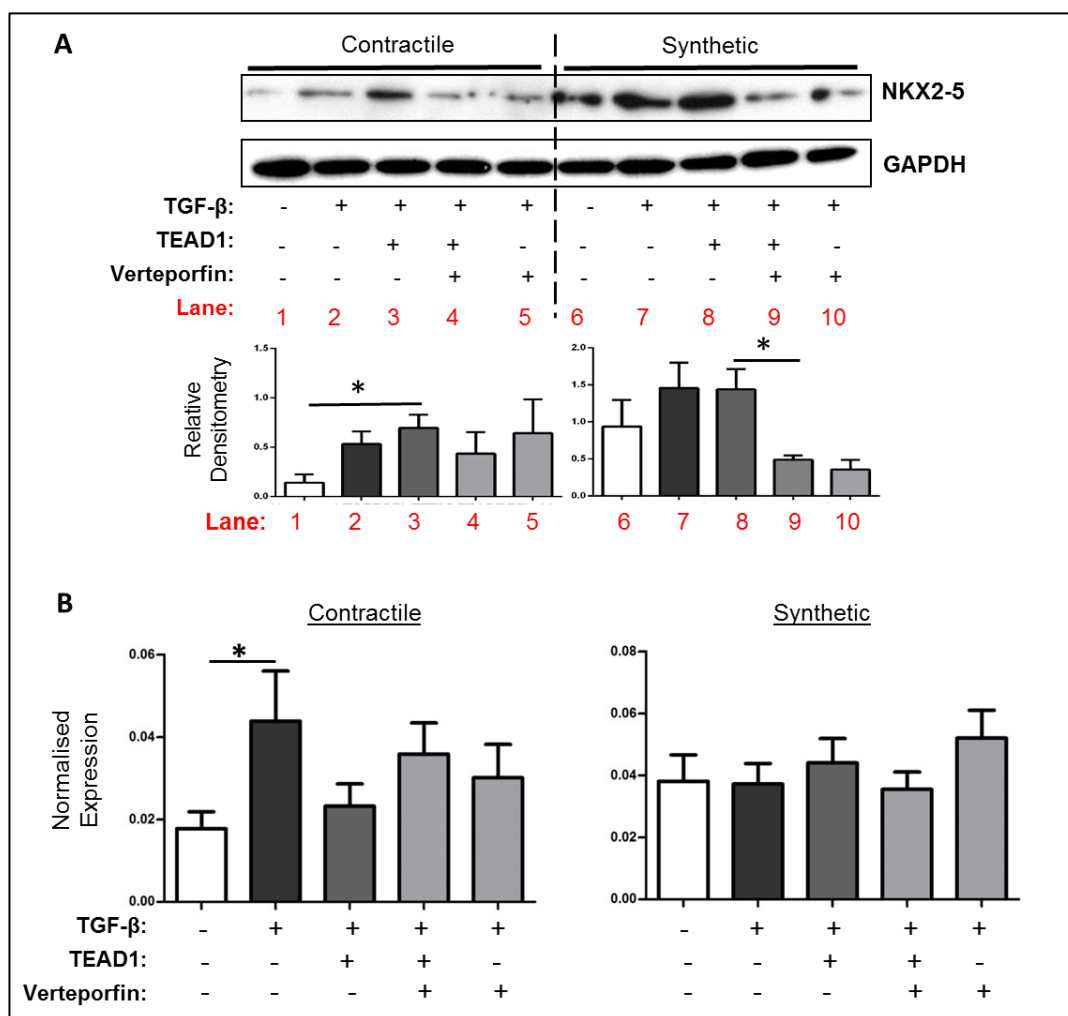 A
Contractile Synthetic
NKX2-5
GAPDH
TGF-β: - + + + + - + + + +
TEAD1: - - + + - - - + + -
Verteporfin: - - - + + - - - + +
Lane: 1 2 3 4 5 6 7 8 9 10
Relative
Densitometry
1.5
1.0
0.5
0.0
*
2.0
1.5
1.0
0.5
0.0
*
Lane: 1 2 3 4 5 6 7 8 9 10
B
Contractile Synthetic
Normalised
Expression
0.06
0.04
0.02
0.00
*
0.08
0.06
0.04
0.02
0.00
TGF-β: - + + + + - + + + +
TEAD1: - - + + - - - + + -
Verteporfin: - - - + + - - - + +